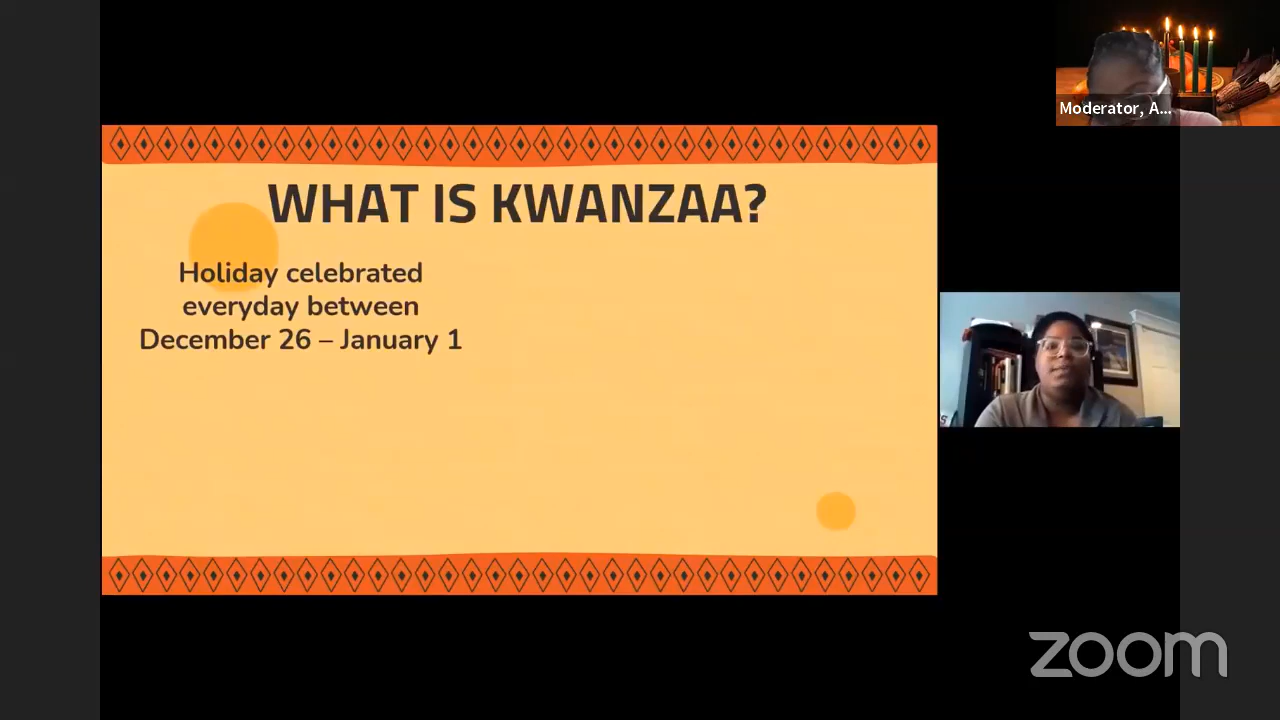 Moderator, A...
WHAT IS KWANZAA?
Holiday celebrated
everyday between
December 26 – January 1
zoom